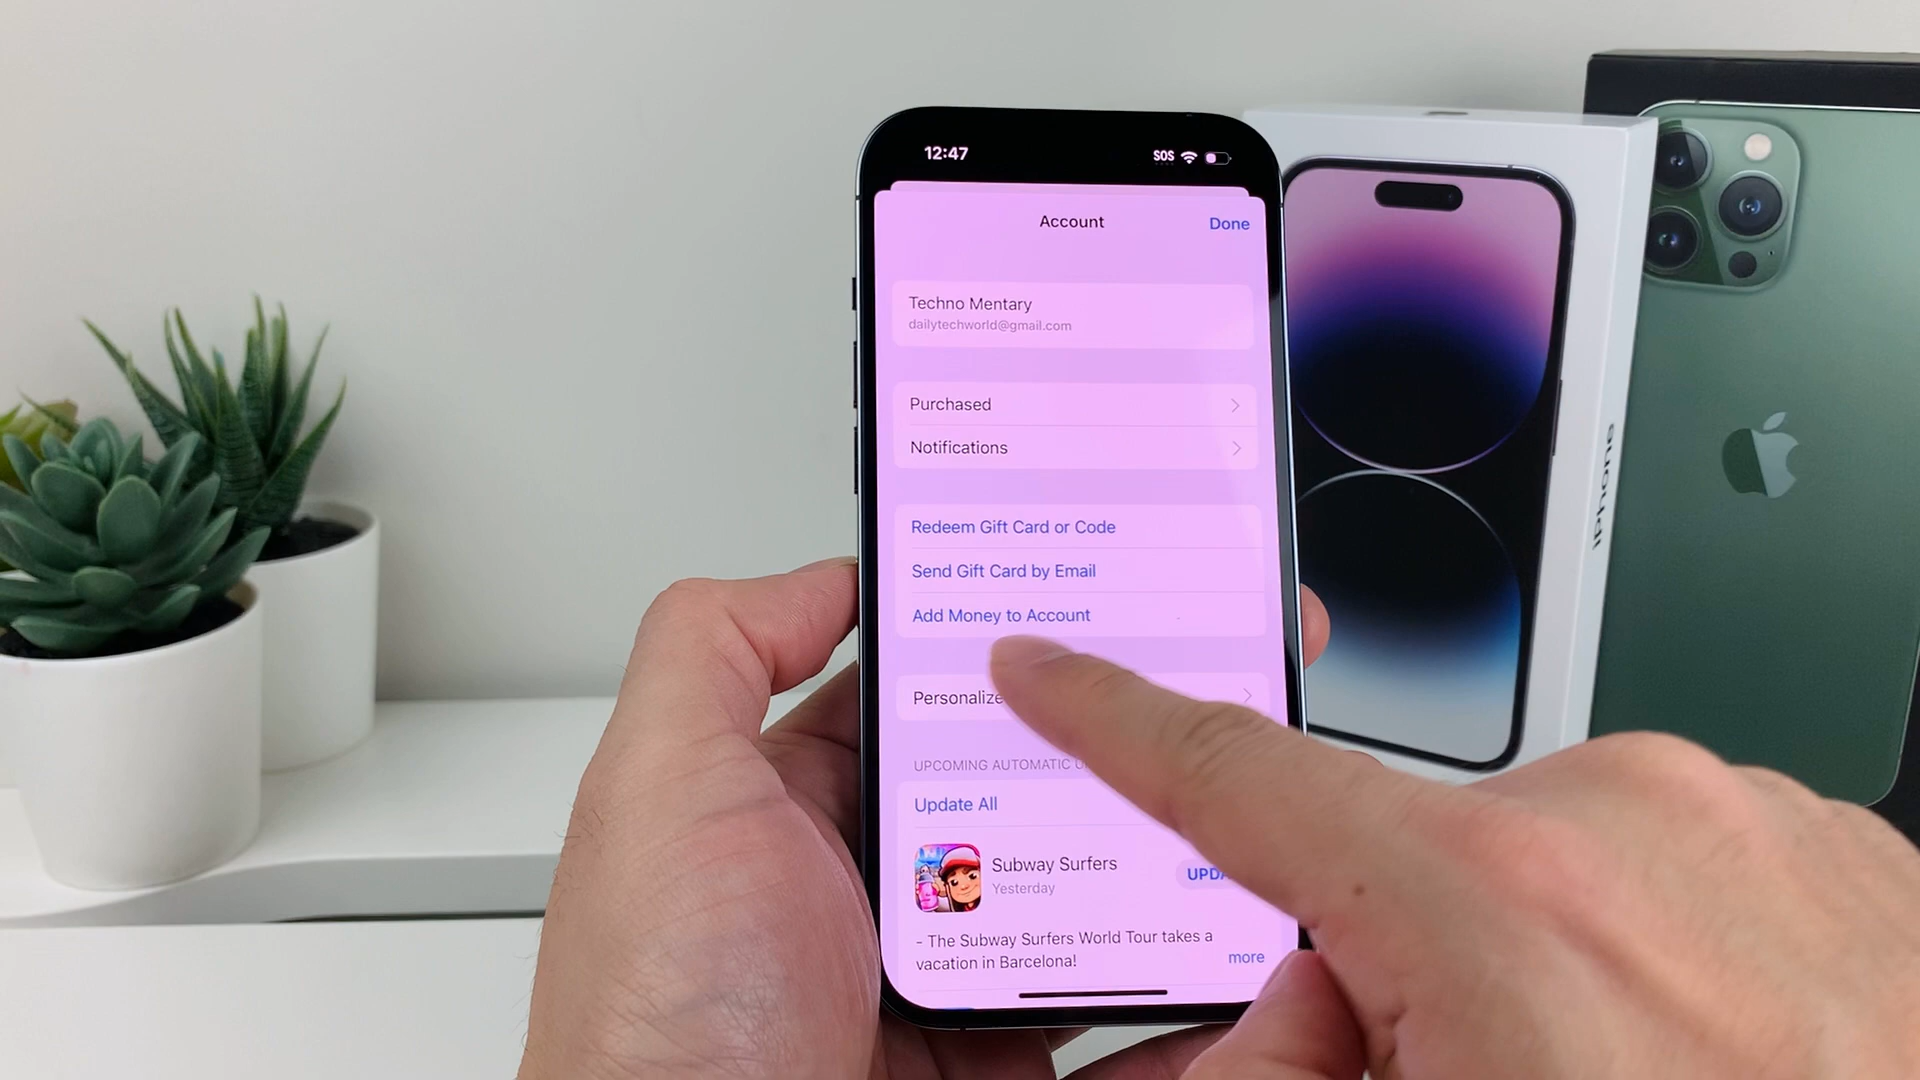 12:47
SOS
Account
Done
Techno Mentary
dailytechworld@gmail.com
Purchased
Notifications
Redeem Gift Card or Code
Send Gift Card by Email
Add Money to Account
Personalize
UPCOMING AUTOMATIC
Update All
Subway Surfers
Yesterday
- The Subway Surfers World Tour takes a
vacation in Barcelona!
more
iPhone